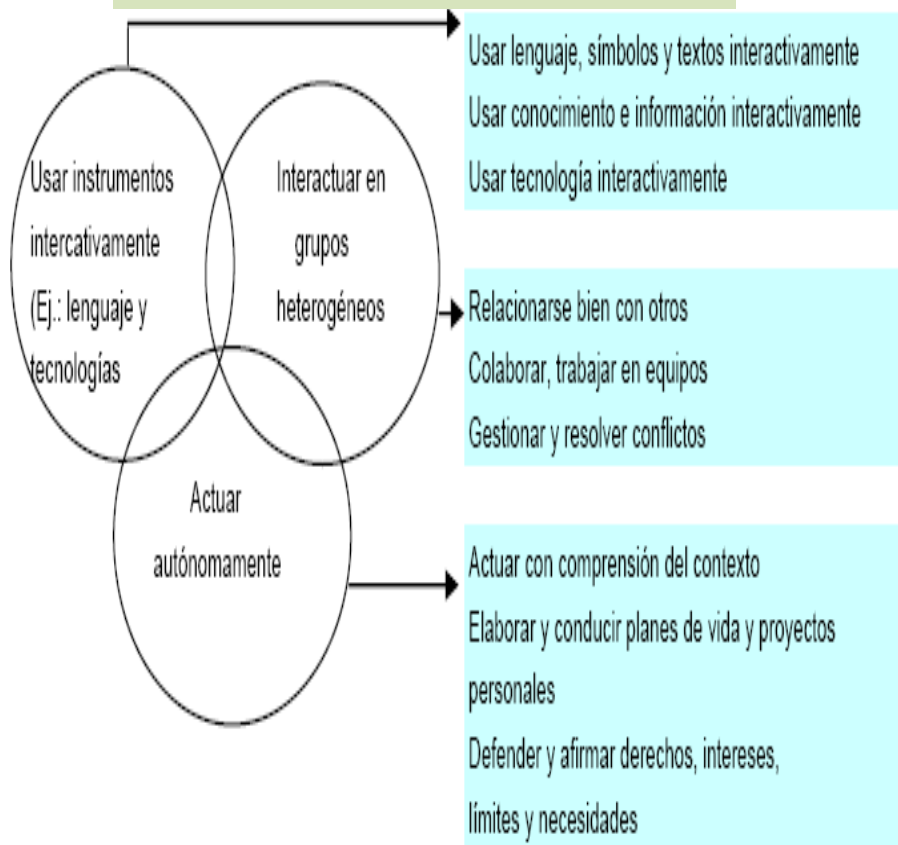 Usar instrumentos
intercativamente
(Ej.: lenguaje y
tecnologías
Interactuar en
grupos
heterogéneos
Actuar
autónomamente
Usar lenguaje, símbolos y textos interactivamente
Usar conocimiento e información interactivamente
Usar tecnología interactivamente
Relacionarse bien con otros
Colaborar, trabajar en equipos
Gestionar y resolver conflictos
Actuar con comprensión del contexto
Elaborar y conducir planes de vida y proyectos
personales
Defender y afirmar derechos, intereses,
límites y necesidades